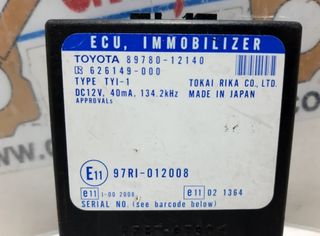 ECU, IMMOBILIZER
TOYOTA 89780-12140
R 626149-000
TYPE TYI-1 TOKAI RIKA CO, LTD.
DC12V, 40mA, 134.2kHz MADE IN JAPAN
APPROVALS
E11 97RI-012008
e11 e11 02 1364
SERIAL NO. (see barcode below)